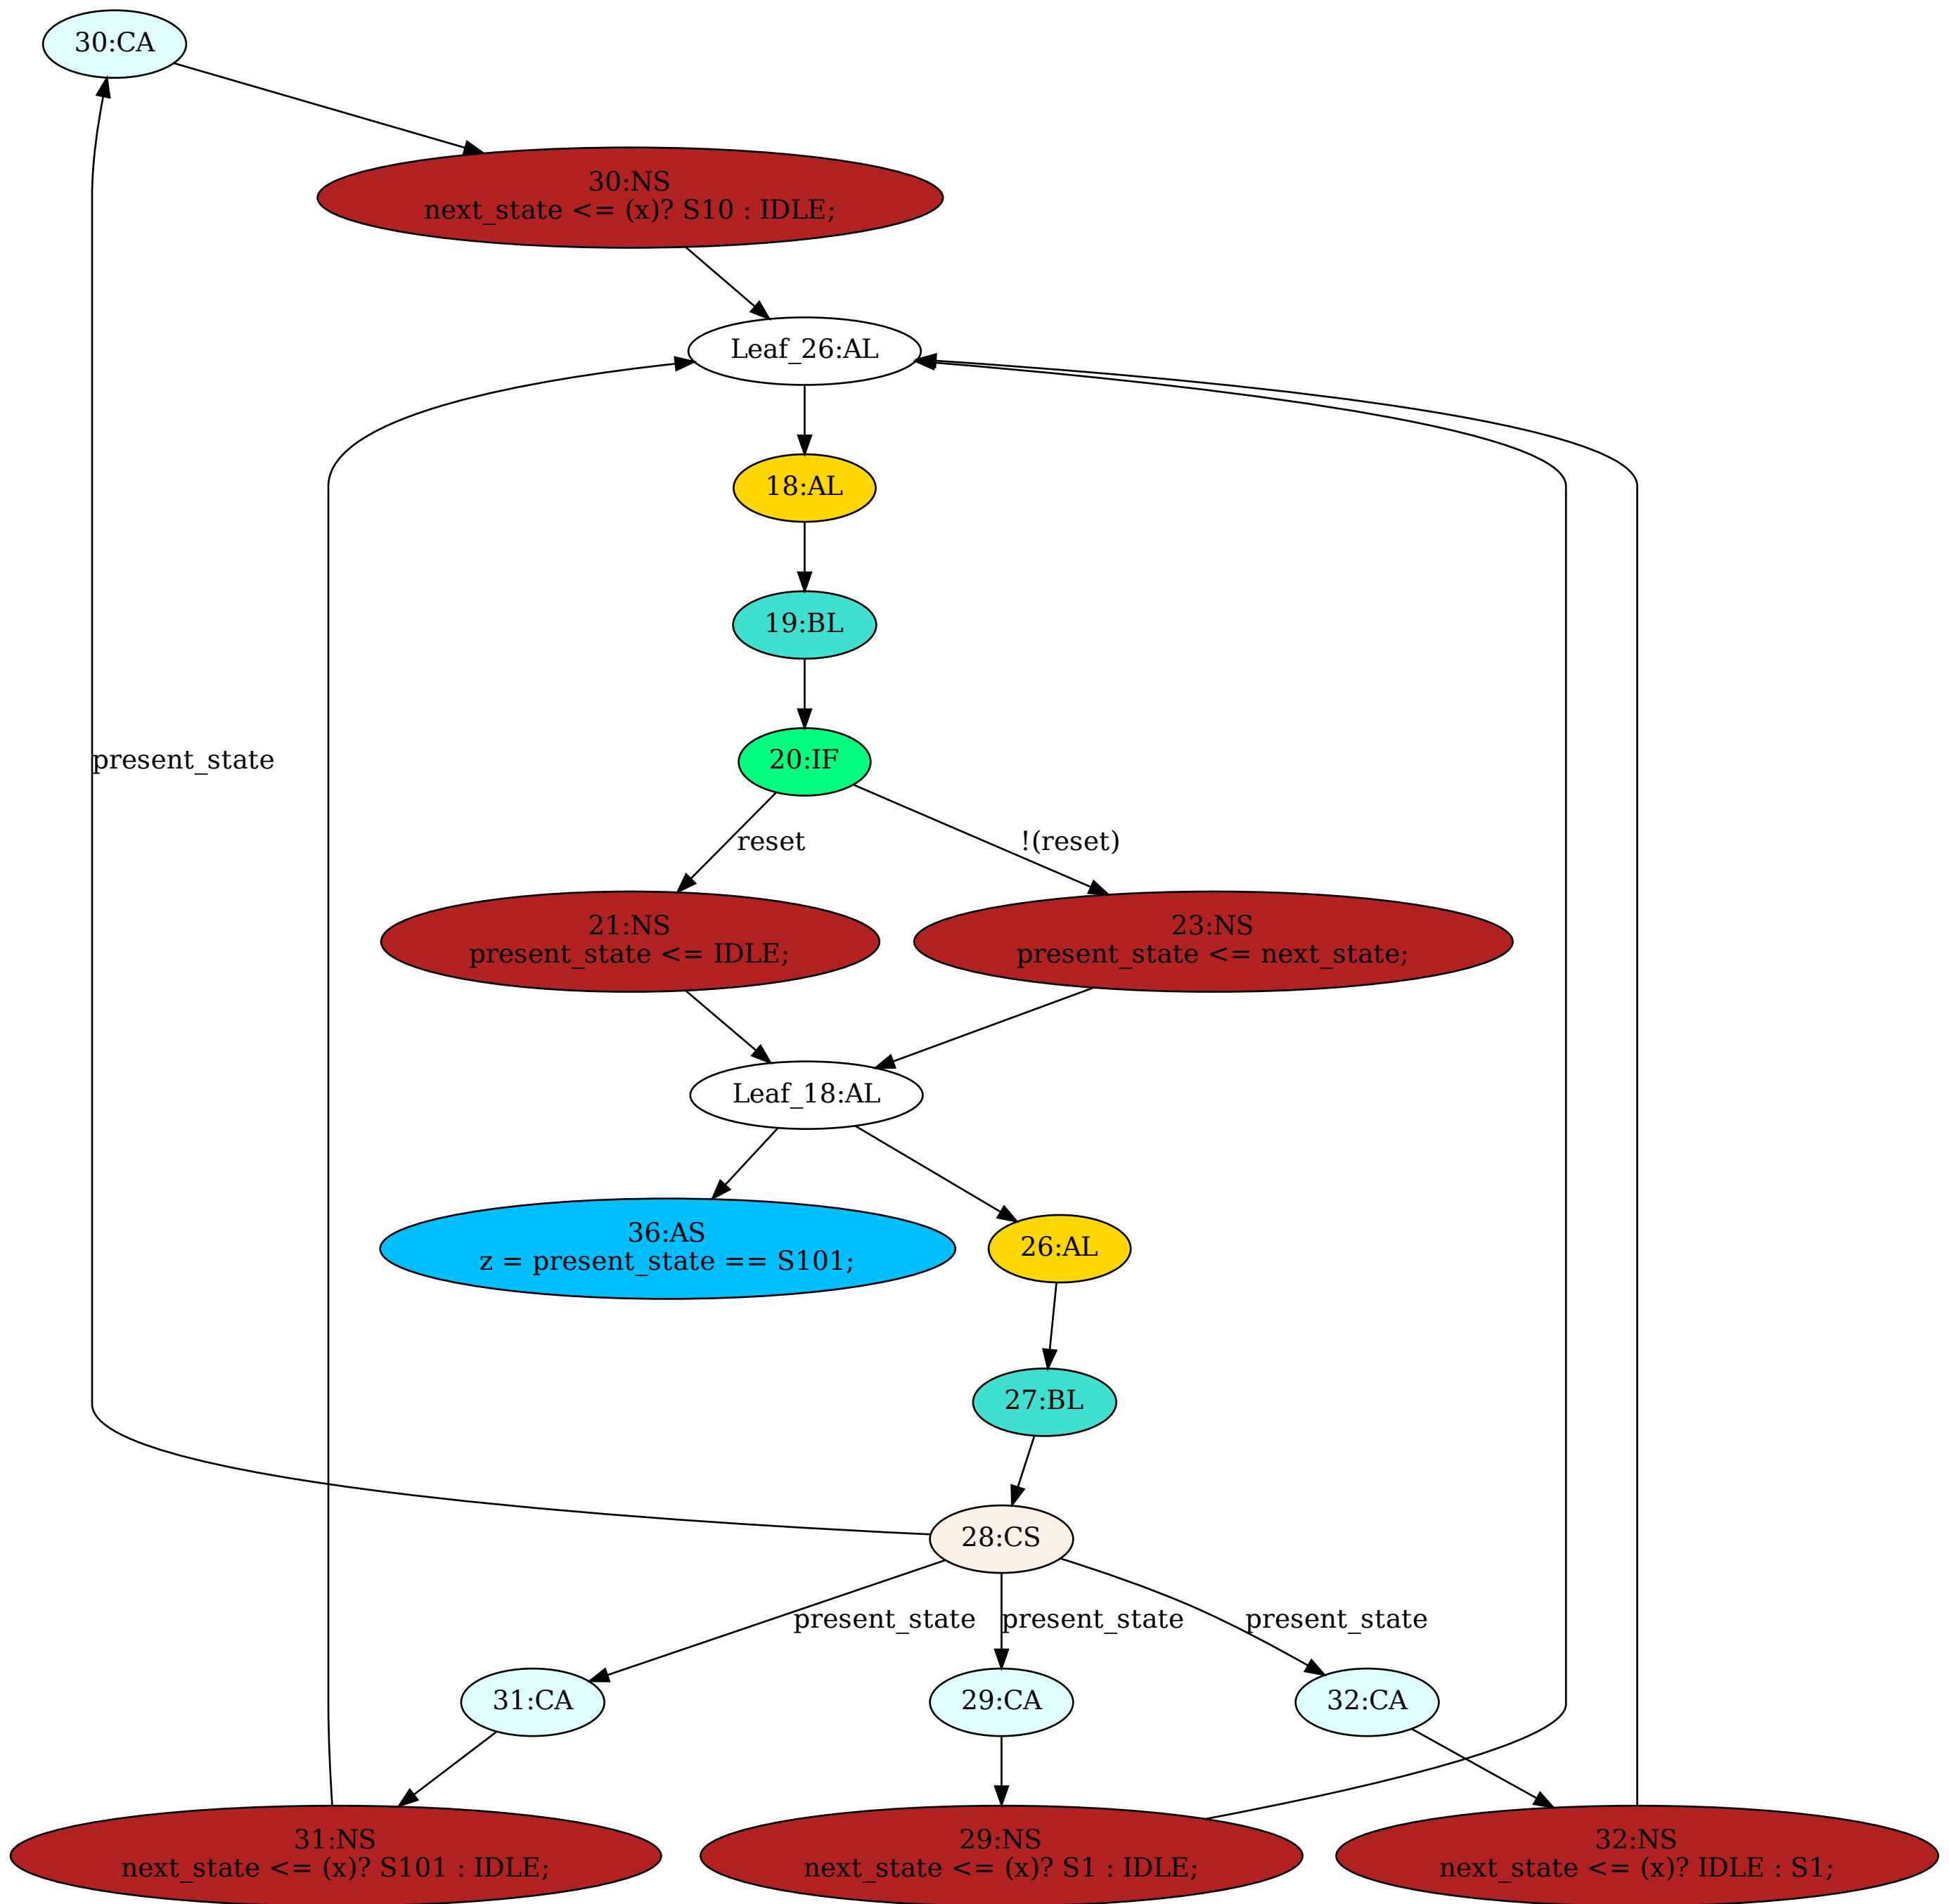 30:CA
30:NS
next_state <= (x)? S10 : IDLE;
Leaf_26:AL
18:AL
19:BL
present_state
20:IF
reset
!(reset)
21:NS
present_state <= IDLE;
23:NS
present_state <= next_state;
Leaf_18:AL
36:AS
z = present_state == S101;
26:AL
27:BL
28:CS
present_state
present_state
present_state
31:CA
29:CA
32:CA
31:NS
next_state <= (x)? S101 : IDLE;
29:NS
next_state <= (x)? S1 : IDLE;
32:NS
next_state <= (x)? IDLE : S1;